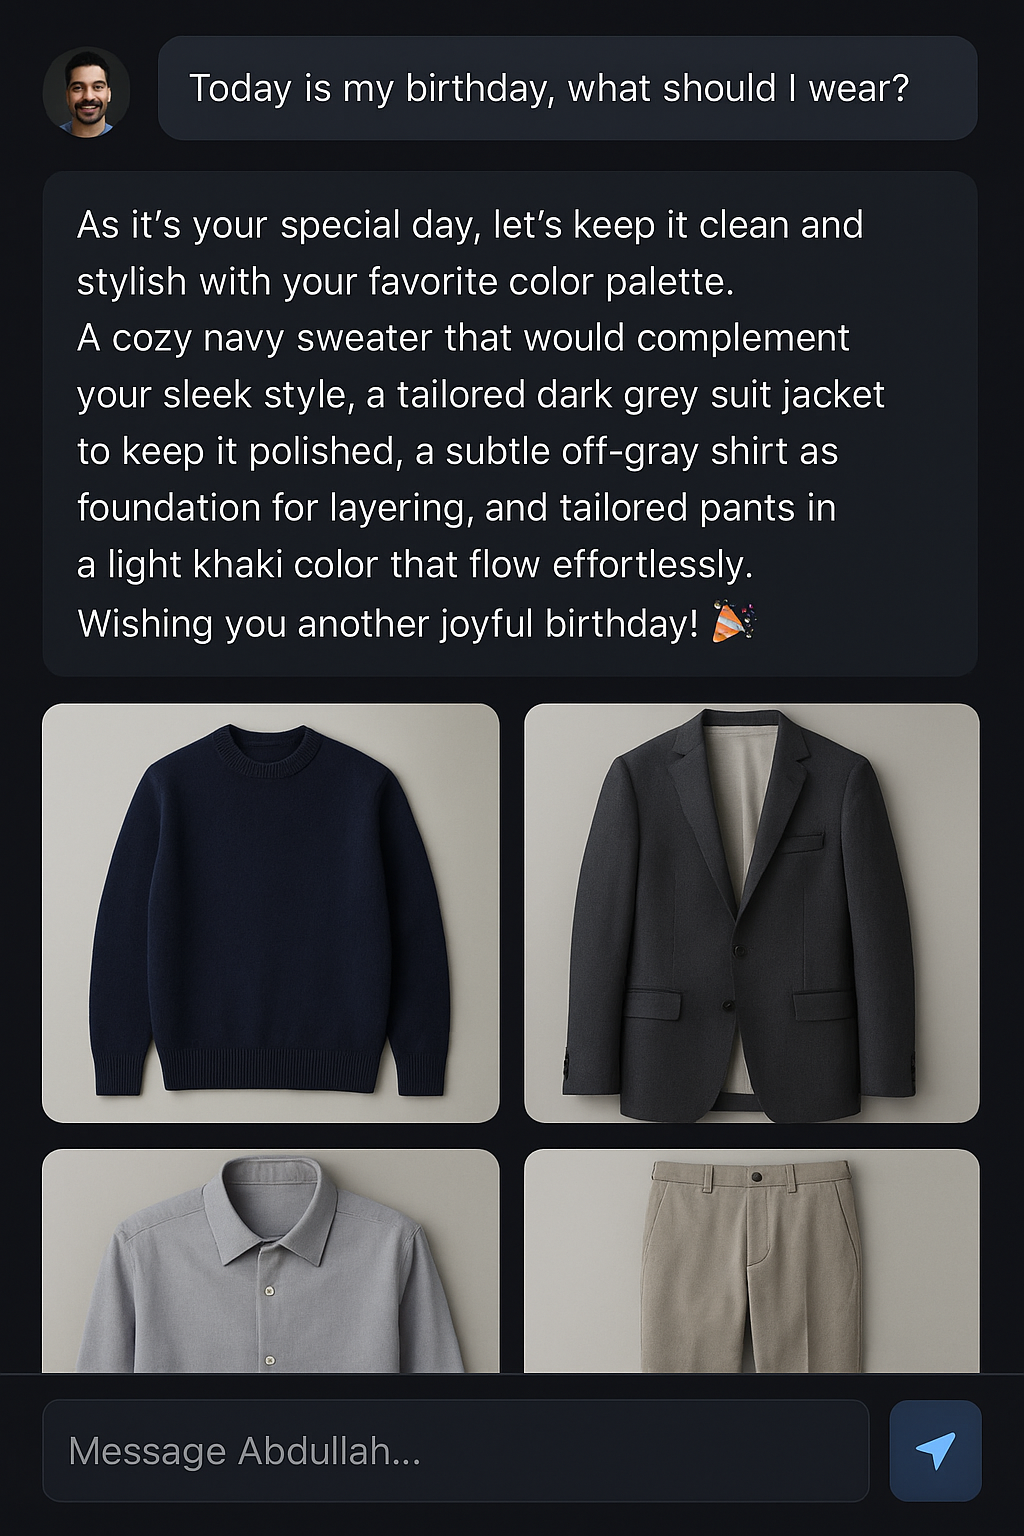 Today is my birthday, what should I wear?
As it’s your special day, let’s keep it clean and
stylish with your favorite color palette.
A cozy navy sweater that would complement
your sleek style, a tailored dark grey suit jacket
to keep it polished, a subtle off-gray shirt as
foundation for layering, and tailored pants in
a light khaki color that flow effortlessly.
Wishing you another joyful birthday! 🎉
Message Abdullah...